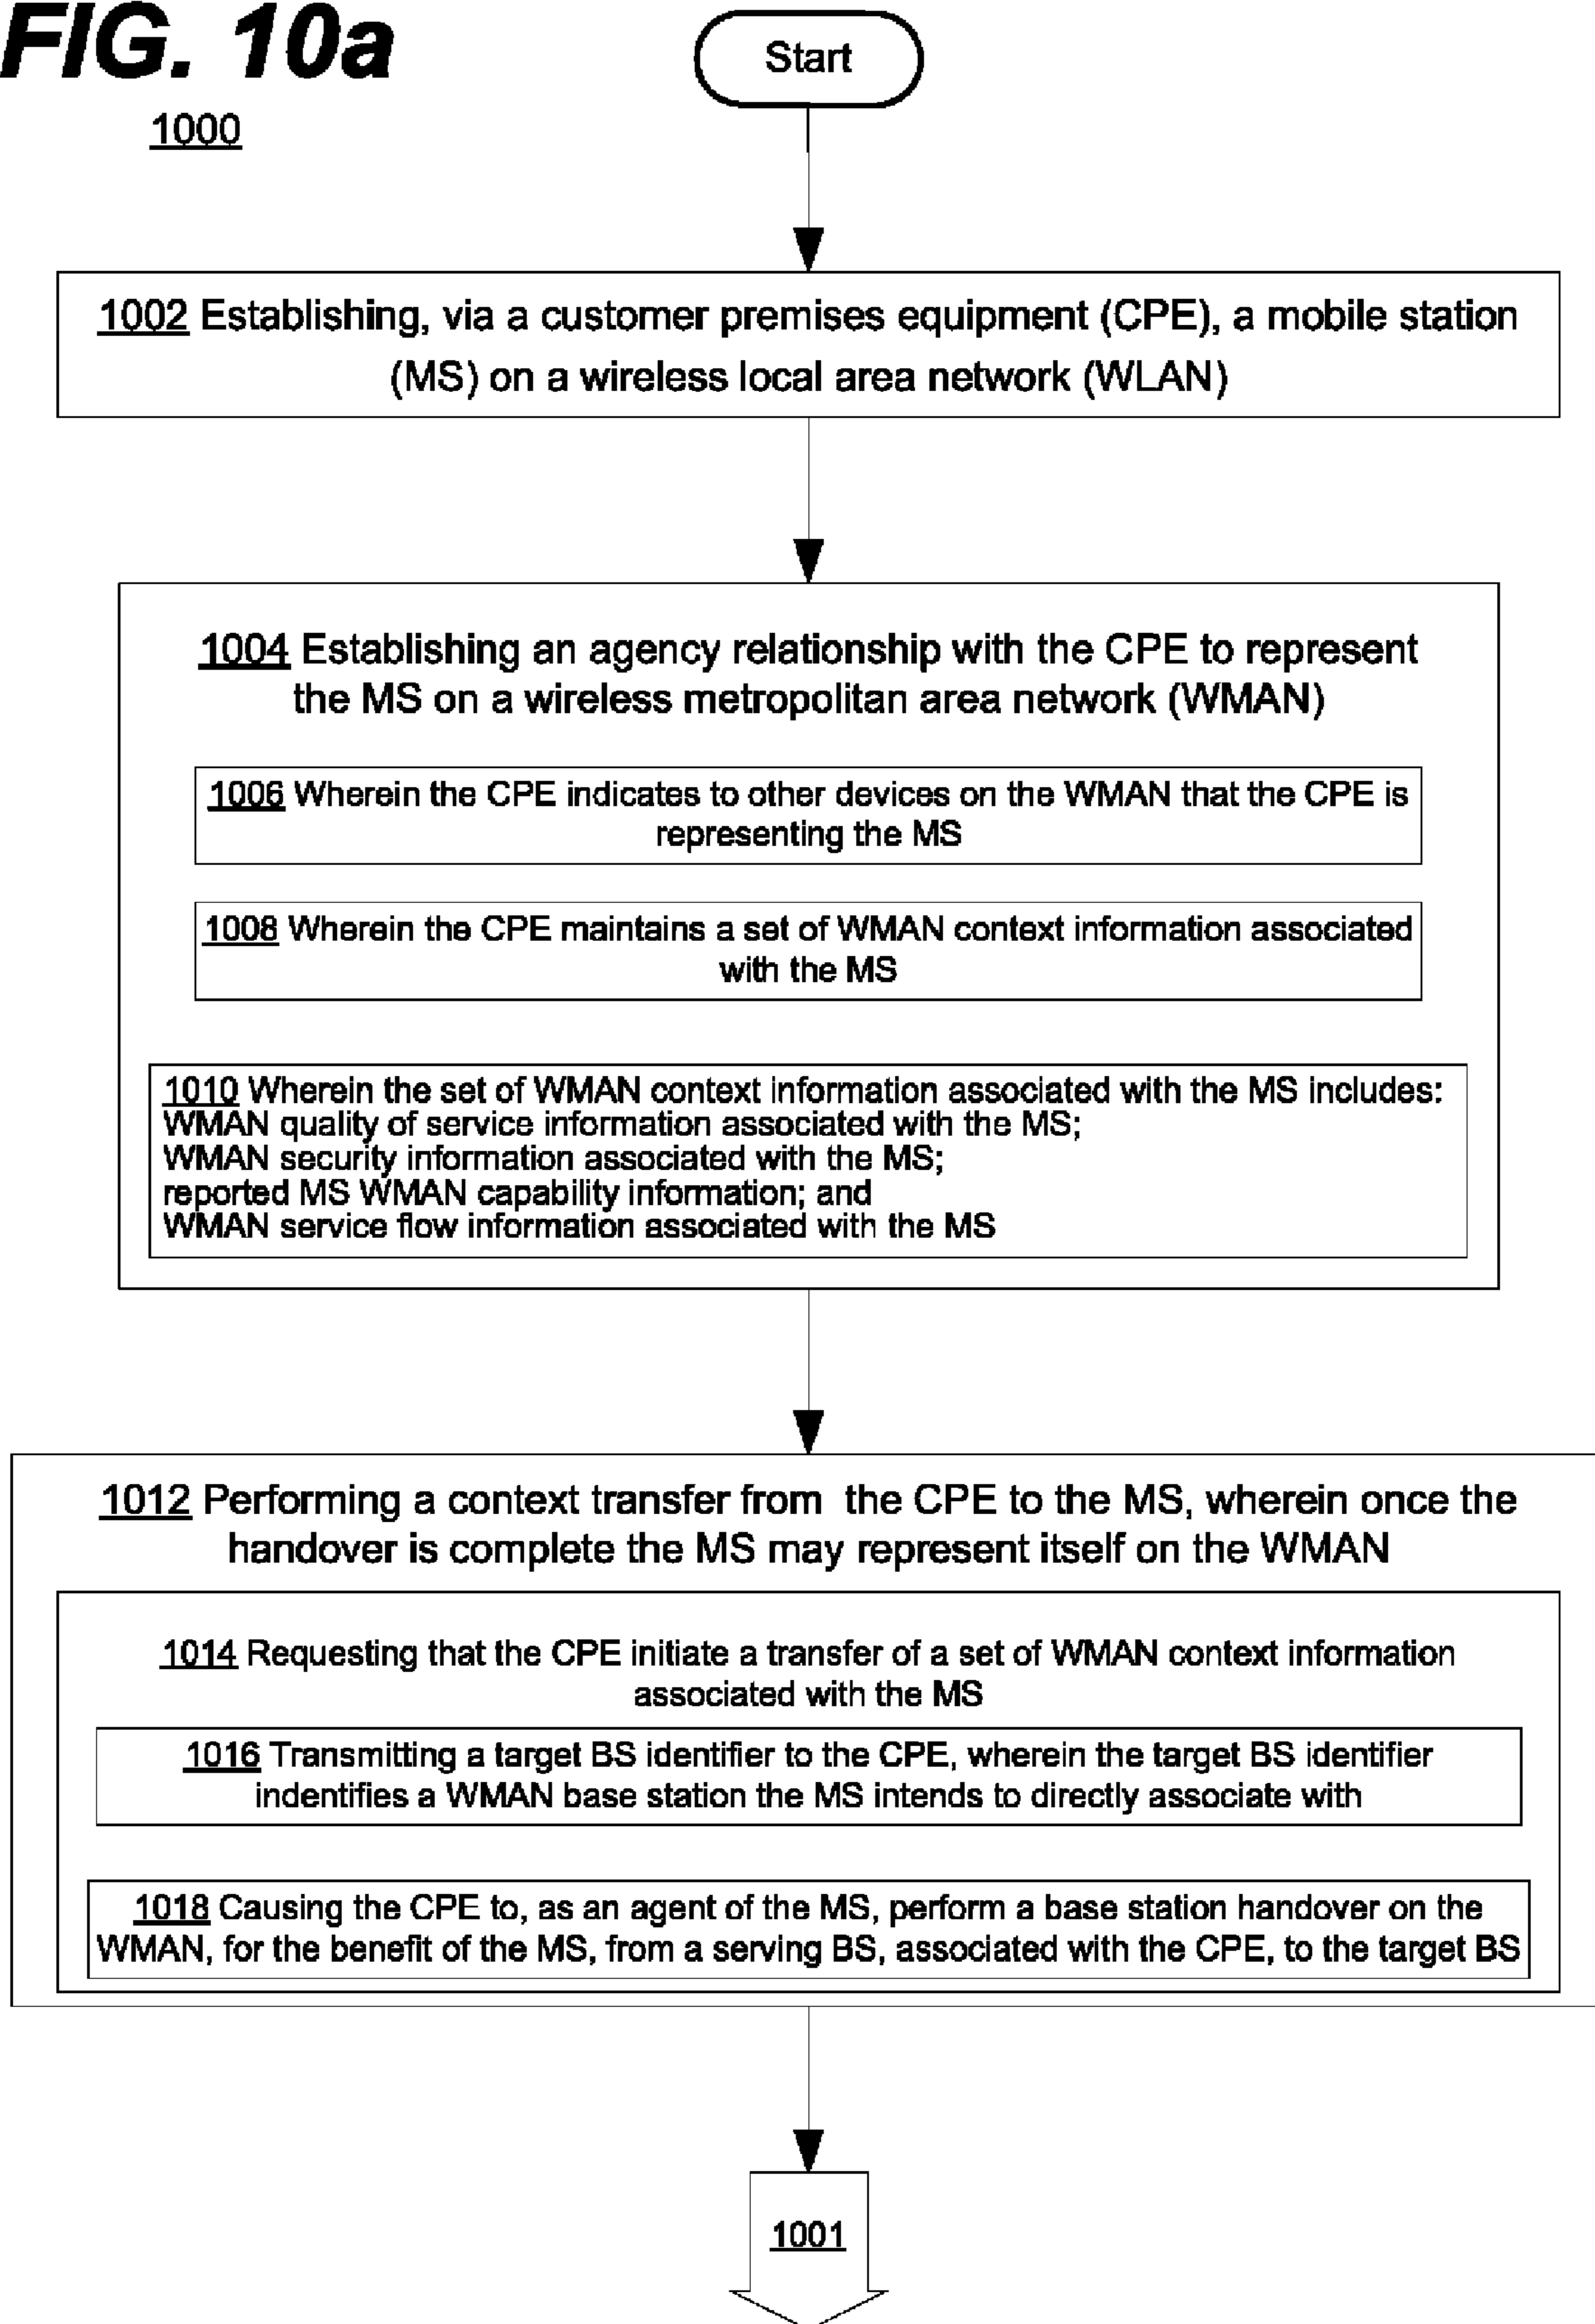 FIG. 10a
1000
Start
1002 Establishing, via a customer premises equipment (CPE), a mobile station
(MS) on a wireless local area network (WLAN)
1004 Establishing an agency relationship with the CPE to represent
the MS on a wireless metropolitan area network (WMAN)
1006 Wherein the CPE indicates to other devices on the WMAN that the CPE is
representing the MS
1008 Wherein the CPE maintains a set of WMAN context information associated
with the MS
1010 Wherein the set of WMAN context information associated with the MS includes:
WMAN quality of service information associated with the MS;
WMAN security information associated with the MS;
reported MS WMAN capability information; and
WMAN service flow information associated with the MS
1012 Performing a context transfer from the CPE to the MS, wherein once the
handover is complete the MS may represent itself on the WMAN
1014 Requesting that the CPE initiate a transfer of a set of WMAN context information
associated with the MS
1016 Transmitting a target BS identifier to the CPE, wherein the target BS identifier
indentifies a WMAN base station the MS intends to directly associate with
1018 Causing the CPE to, as an agent of the MS, perform a base station handover on the
WMAN, for the benefit of the MS, from a serving BS, associated with the CPE, to the target BS
1001